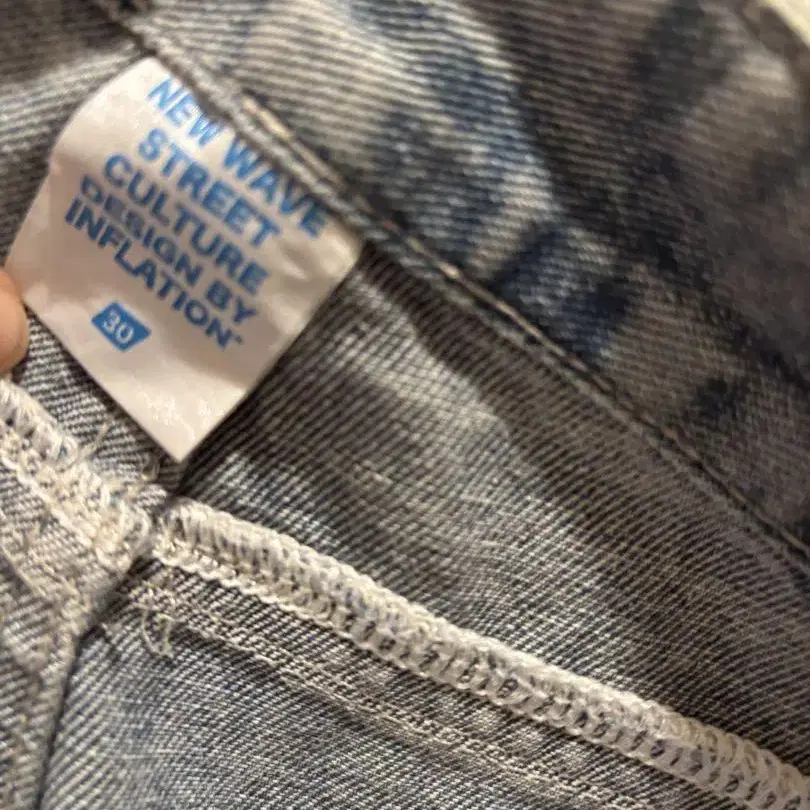 NEW WAVE
STREET
CULTURE
DESIGN BY
INFLATION
30